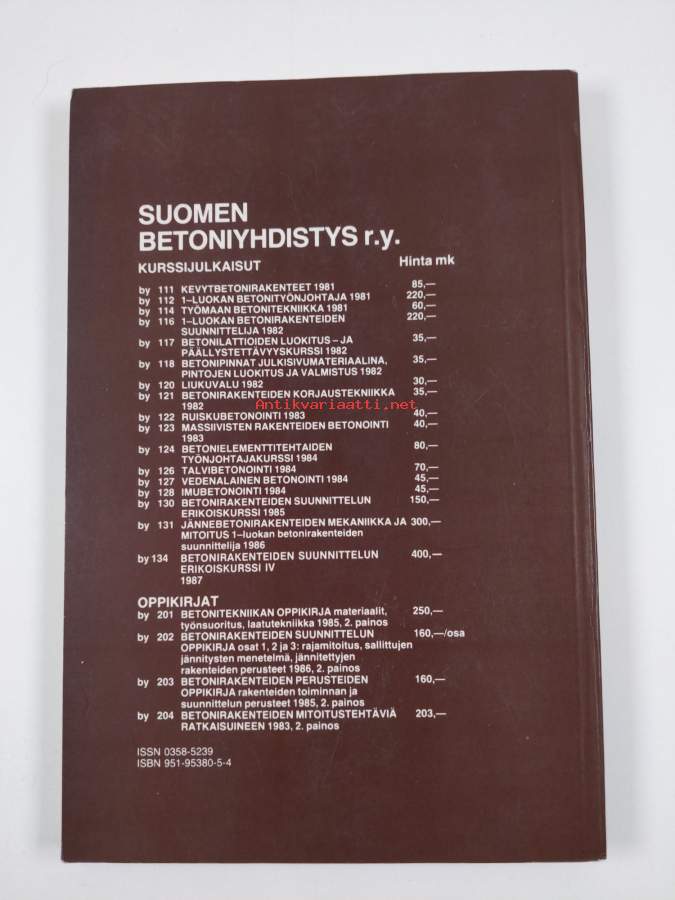 SUOMEN
BETONIYHDISTYS r.y.
KURSSIJULKAISUT Hinta mk
by 111 KEVYTBETONIRAKENTEET 1981 85,—
by 112 1–LUOKAN BETONITYÖNJOHTAJA 1981 220,—
by 114 TYÖMAAN BETONITEKNIIKKA 1981 60,—
by 116 1–LUOKAN BETONIRAKENTEIDEN 220,—
SUUNNITTELIJA 1982
by 117 BETONILATTIOIDEN LUOKITUS – JA 35,—
PÄÄLLYSTETTÄVYYSKURSSI 1982
by 118 BETONIPINNAT JULKISIVUMATERIAALINA, 35,—
PINTOJEN LUOKITUS JA VALMISTUS 1982
by 120 LIUKUVALU 1982 30,—
by 121 BETONIRAKENTEIDEN KORJAUSTEKNIIKKA 35,—
1982
Antikvariaatti.net
by 122 RUISKUBETONOINTI 1983 40,—
by 123 MASSIIVISTEN RAKENTEIDEN BETONOINTI 40,—
1983
by 124 BETONIELEMENTTITEHTAIDEN 80,—
TYÖNJOHTAJAKURSSI 1984
by 126 TALVIBETONOINTI 1984 70,—
by 127 VEDENALAINEN BETONOINTI 1984 45,—
by 128 IMUBETONOINTI 1984 45,—
by 130 BETONIRAKENTEIDEN SUUNNITTELUN 150,—
ERIKOISKURSSI 1985
by 131 JÄNNEBETONIRAKENTEIDEN MEKANIIKKA JA 300,—
MITOITUS 1–luokan betonirakenteiden
suunnittelija 1986
by 134 BETONIRAKENTEIDEN SUUNNITTELUN 400,—
ERIKOISKURSSI IV
1987
OPPIKIRJAT
by 201 BETONITEKNIIKAN OPPIKIRJA materiaalit, 250,—
työnsuoritus, laatutekniikka 1985, 2. painos
by 202 BETONIRAKENTEIDEN SUUNNITTELUN 160,—/osa
OPPIKIRJA osat 1, 2 ja 3: rajamitoitus, sallittujen
jännitysten menetelmä, jännitettyjen
rakenteiden perusteet 1986, 2. painos
by 203 BETONIRAKENTEIDEN PERUSTEIDEN 160,—
OPPIKIRJA rakenteiden toiminnan ja
suunnittelun perusteet 1985, 2. painos
by 204 BETONIRAKENTEIDEN MITOITUSTEHTÄVIÄ 203,—
RATKAISUINEEN 1983, 2. painos
ISSN 0358-5239
ISBN 951-95380-5-4